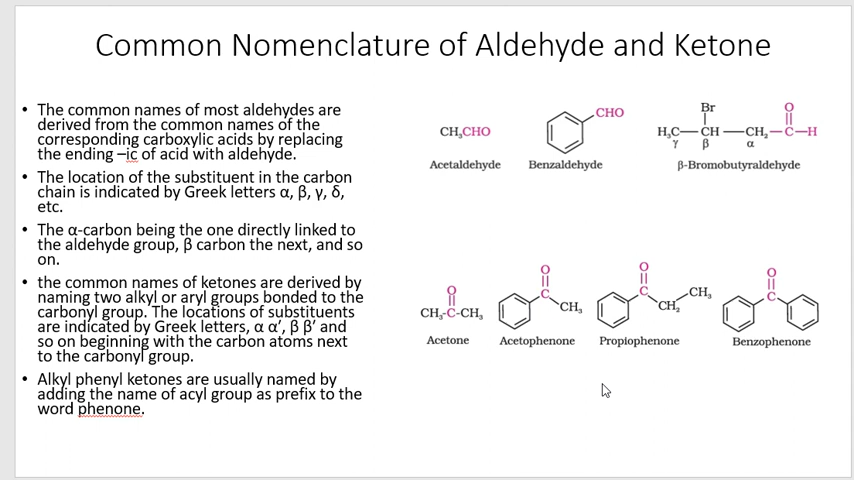 Common Nomenclature of Aldehyde and Ketone
• The common names of most aldehydes are
derived from the common names of the
corresponding carboxylic acids by replacing
the ending –ic of acid with aldehyde.
• The location of the substituent in the carbon
chain is indicated by Greek letters α, β, γ, δ,
etc.
• The α-carbon being the one directly linked to
the aldehyde group, β carbon the next, and so
on.
• the common names of ketones are derived by
naming two alkyl or aryl groups bonded to the
carbonyl group. The locations of substituents
are indicated by Greek letters, α α′, β β′ and
so on beginning with the carbon atoms next
to the carbonyl group.
• Alkyl phenyl ketones are usually named by
adding the name of acyl group as prefix to the
word phenone.
CH₃CHO
Acetaldehyde
CHO
Benzaldehyde
Br
O
H₃C—CH—CH₂—C—H
γ β α
β-Bromobutyraldehyde
O
CH₃-C-CH₃
Acetone
O
C
CH₃
Acetophenone
O
C
CH₂
CH₃
Propiophenone
O
C
Benzophenone